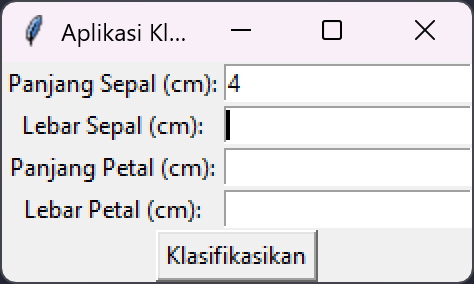 Aplikasi Kl...
Panjang Sepal (cm): 4
Lebar Sepal (cm):
Panjang Petal (cm):
Lebar Petal (cm):
Klasifikasikan